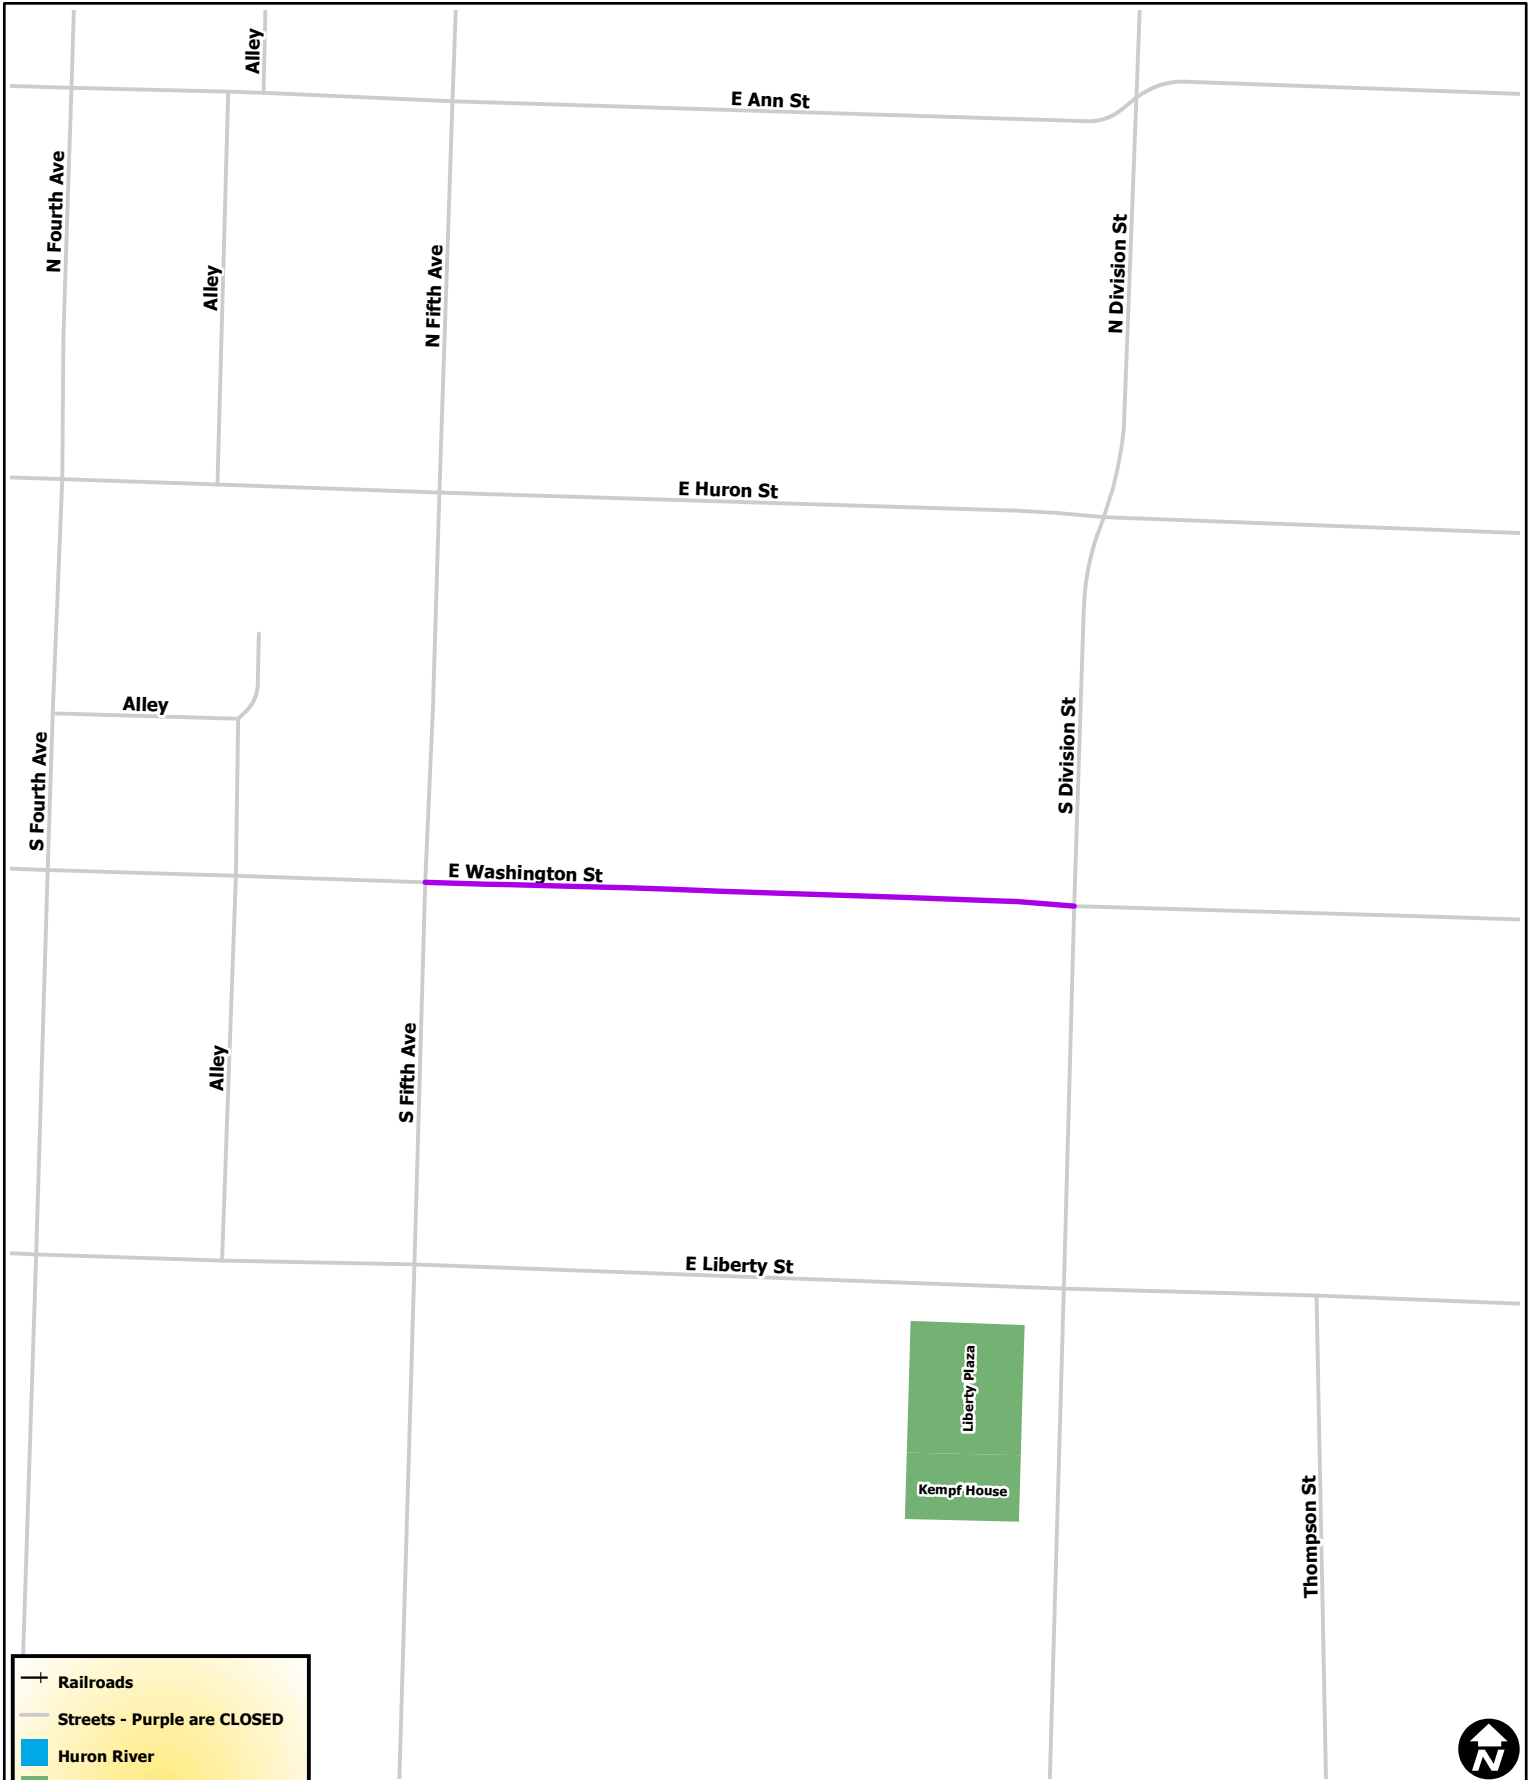 Alley
E Ann St
N Fourth Ave
Alley
N Fifth Ave
N Division St
E Huron St
Alley
S Fourth Ave
S Division St
E Washington St
Alley
S Fifth Ave
E Liberty St
Liberty Plaza
Kempf House
Thompson St
Railroads
Streets - Purple are CLOSED
Huron River
N